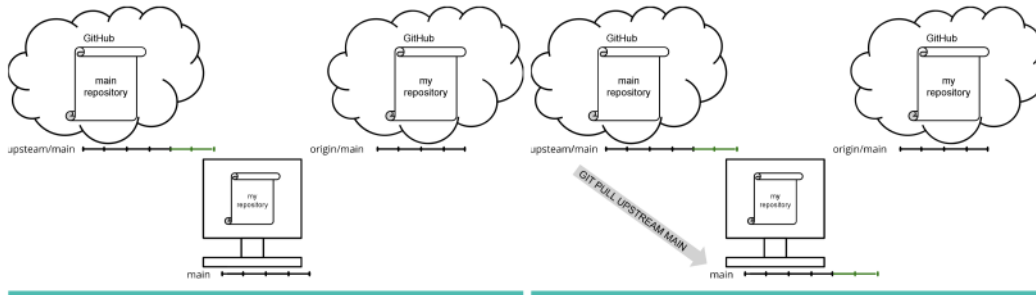 GitHub
main
repository
upsteam/main
GitHub
my
repository
origin/main
my
repository
main
GitHub
main
repository
upsteam/main
GitHub
my
repository
origin/main
GIT PULL UPSTREAM MAIN
my
repository
main